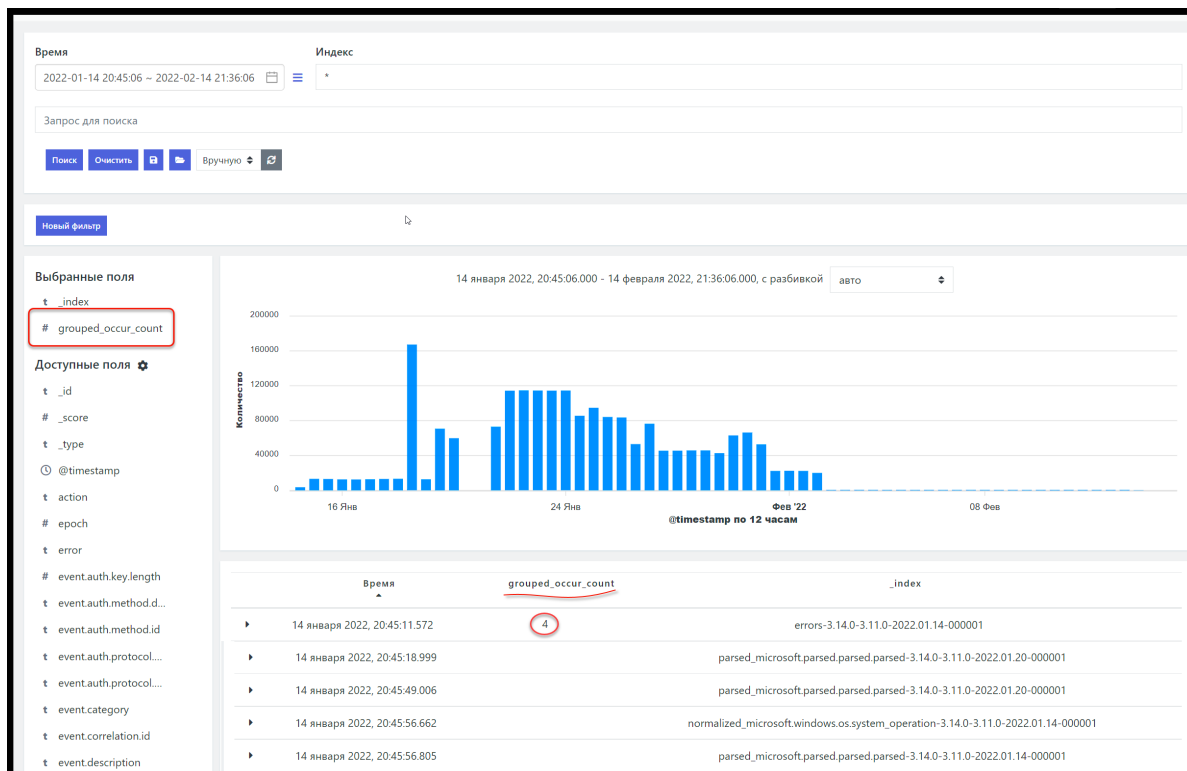 Время
Индекс
2022-01-14 20:45:06 ~ 2022-02-14 21:36:06
*
Запрос для поиска
Поиск
Очистить
Вручную
Новый фильтр
Выбранные поля
t _index
# grouped_occur_count
Доступные поля
t _id
# _score
t _type
@timestamp
t action
# epoch
t error
# event.auth.key.length
t event.auth.method.d...
t event.auth.method.id
t event.auth.protocol....
t event.auth.protocol....
t event.category
t event.correlation.id
t event.description
14 января 2022, 20:45:06.000 - 14 февраля 2022, 21:36:06.000, с разбивкой авто
Количество
200000
160000
120000
80000
40000
0
16 Янв
24 Янв
Фев '22
08 Фев
@timestamp по 12 часам
Время grouped_occur_count _index
14 января 2022, 20:45:11.572 4 errors-3.14.0-3.11.0-2022.01.14-000001
14 января 2022, 20:45:18.999 parsed_microsoft.parsed.parsed.parsed-3.14.0-3.11.0-2022.01.20-000001
14 января 2022, 20:45:49.006 parsed_microsoft.parsed.parsed.parsed-3.14.0-3.11.0-2022.01.20-000001
14 января 2022, 20:45:56.662 normalized_microsoft.windows.os.system_operation-3.14.0-3.11.0-2022.01.14-000001
14 января 2022, 20:45:56.805 parsed_microsoft.parsed.parsed.parsed-3.14.0-3.11.0-2022.01.14-000001